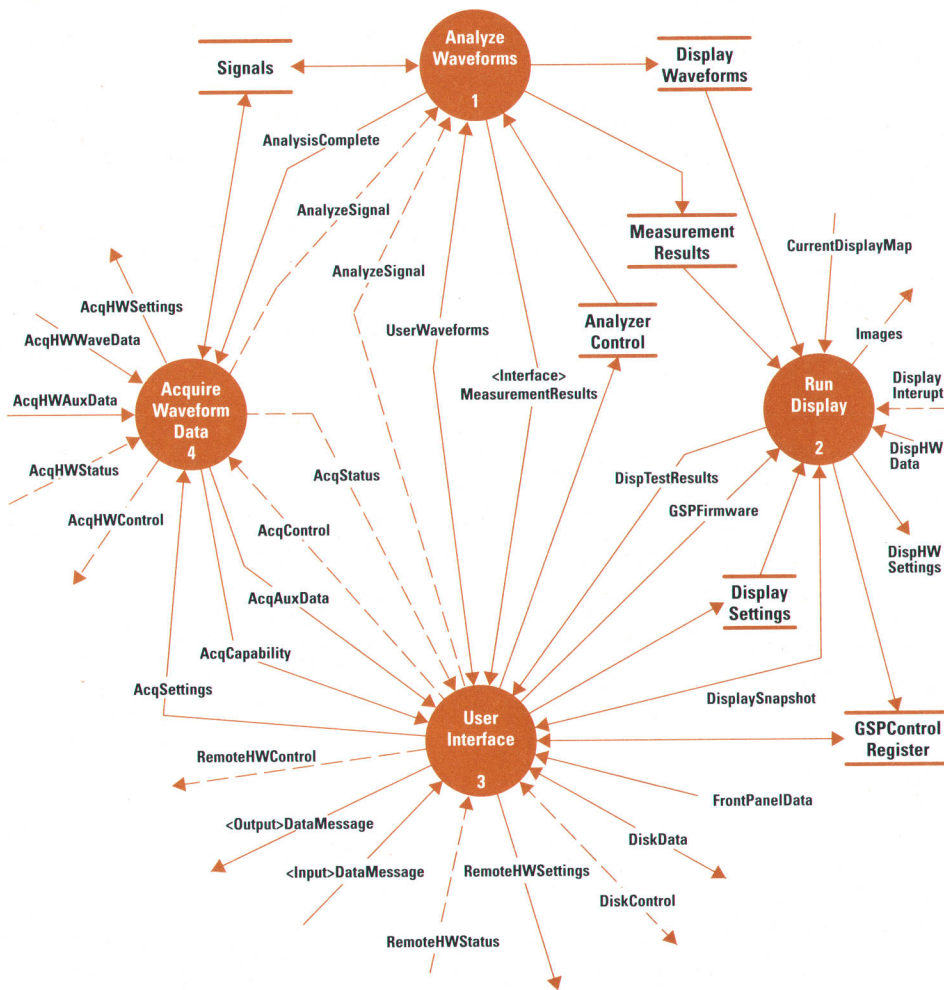 Analyze
Waveforms
1
Signals
Display
Waveforms
AnalysisComplete
AnalyzeSignal
AnalyzeSignal
Measurement
Results
CurrentDisplayMap
AcqHWSettings
AcqHWWaveData
UserWaveforms
Analyzer
Control
Images
<Interface>
MeasurementResults
Acquire
Waveform
Data
4
Run
Display
2
Display
Interupt
AcqHWAuxData
DispHW
Data
AcqHWStatus
AcqStatus
DispTestResults
GSPFirmware
AcqHWControl
AcqControl
DispHW
Settings
AcqAuxData
Display
Settings
AcqCapability
AcqSettings
DisplaySnapshot
User
Interface
3
GSPControl
Register
RemoteHWControl
FrontPanelData
<Output>DataMessage
DiskData
<Input>DataMessage
RemoteHWSettings
DiskControl
RemoteHWStatus